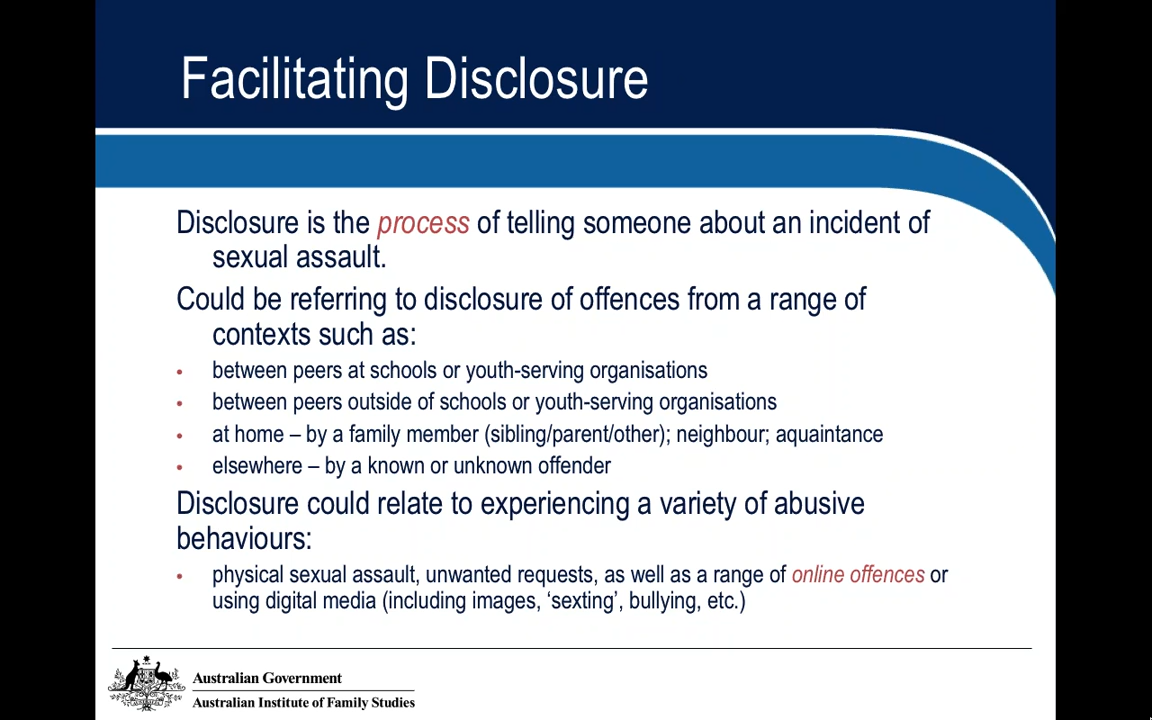 Facilitating Disclosure
Disclosure is the process of telling someone about an incident of
sexual assault.
Could be referring to disclosure of offences from a range of
contexts such as:
• between peers at schools or youth-serving organisations
• between peers outside of schools or youth-serving organisations
• at home – by a family member (sibling/parent/other); neighbour; aquaintance
• elsewhere – by a known or unknown offender
Disclosure could relate to experiencing a variety of abusive
behaviours:
• physical sexual assault, unwanted requests, as well as a range of online offences or
using digital media (including images, ‘sexting’, bullying, etc.)
Australian Government
Australian Institute of Family Studies